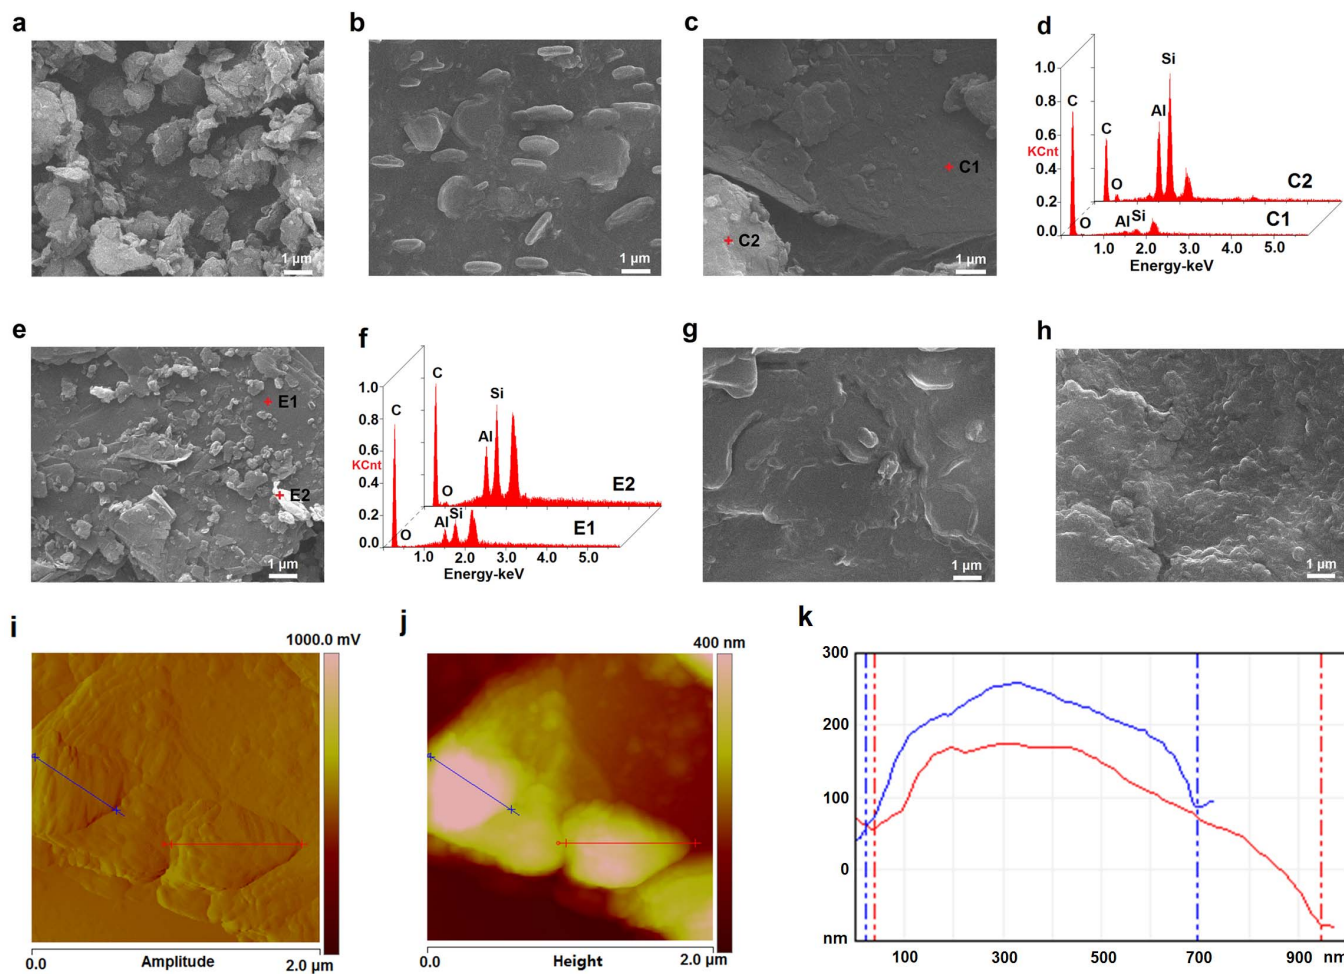 a
1 μm
b
1 μm
c
C1
C2
1 μm
d
1.0
0.8
0.6
KCnt
0.4
0.2
0.0
C
O
Al
Si
C
O
Al
Si
C2
C1
1.0 2.0 3.0 4.0 5.0
Energy-keV
e
E1
E2
1 μm
f
1.0
0.8
0.6
KCnt
0.4
0.2
0.0
C
O
Al
Si
C
O
Al
Si
E2
E1
1.0 2.0 3.0 4.0 5.0
Energy-keV
g
1 μm
h
1 μm
i
1000.0 mV
0.0 Amplitude 2.0 μm
j
400 nm
0.0 Height 2.0 μm
k
300
200
100
0
nm
100 300 500 700 900 nm